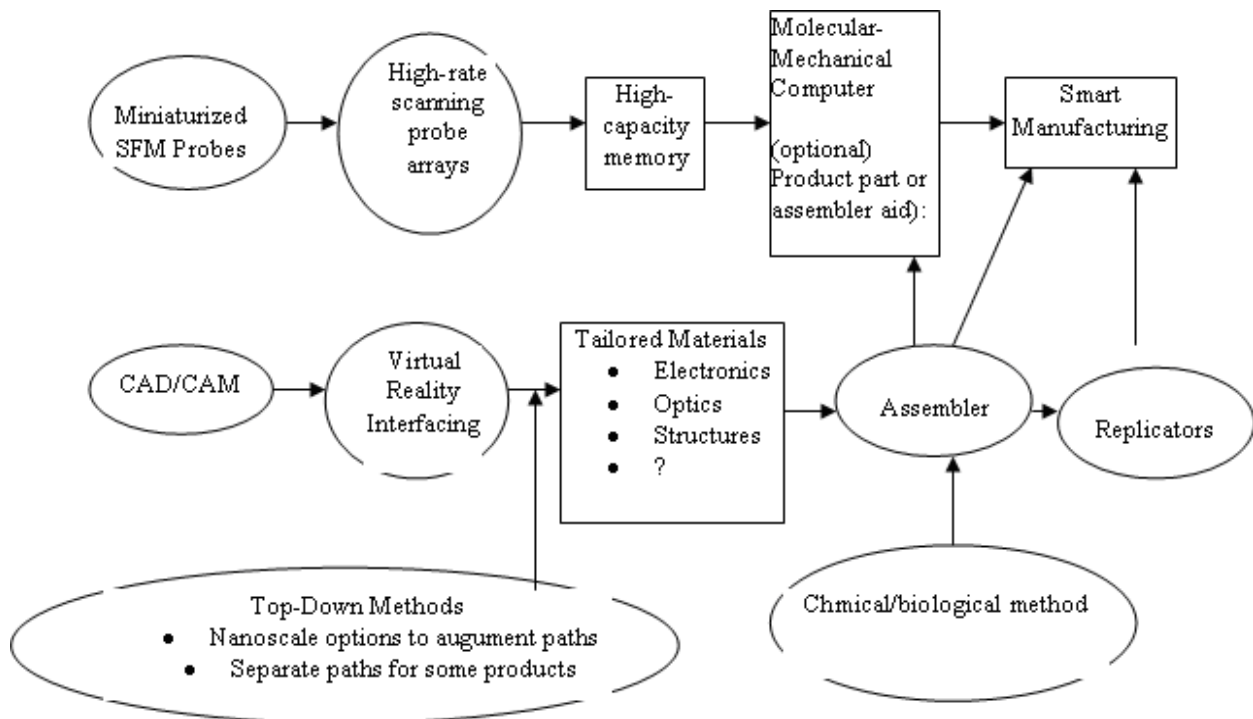 Miniaturized
SFM Probes
High-rate
scanning
probe
arrays
High-
capacity
memory
Molecular-
Mechanical
Computer
(optional)
Product part or
assembler aid):
Smart
Manufacturing
CAD/CAM
Virtual
Reality
Interfacing
Tailored Materials
● Electronics
● Optics
● Structures
● ?
Assembler
Replicators
Top-Down Methods
● Nanoscale options to augument paths
● Separate paths for some products
Chmical/biological method